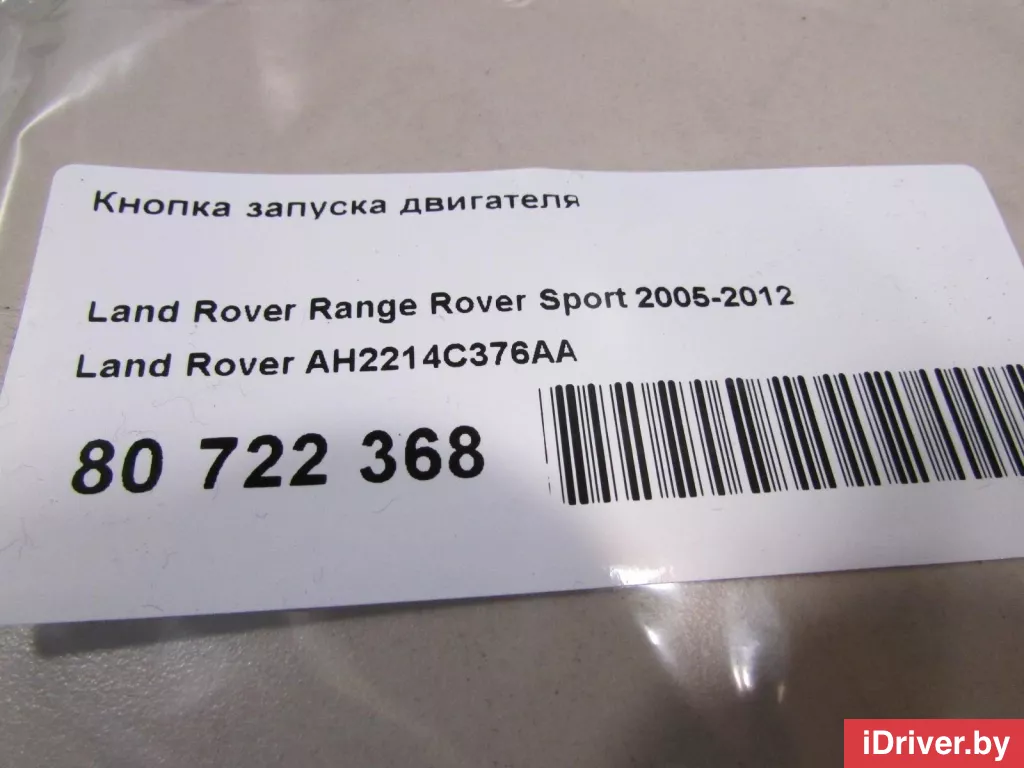 Кнопка запуска двигателя
Land Rover Range Rover Sport 2005-2012
Land Rover AH2214C376AA
80 722 368
iDriver.by